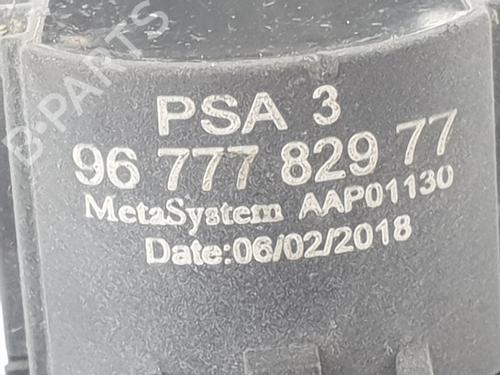 B-PARTS
PSA 3
96 777 829 77
MetaSystem AAP01130
Date:06/02/2018